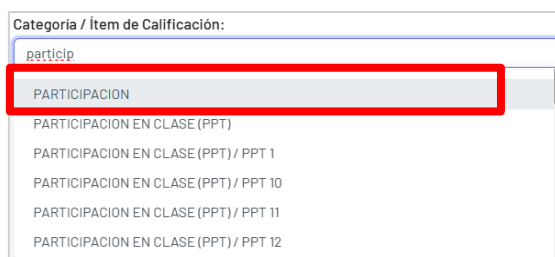 Categoría / Ítem de Calificación:
particip
PARTICIPACION
PARTICIPACION EN CLASE (PPT)
PARTICIPACION EN CLASE (PPT) / PPT 1
PARTICIPACION EN CLASE (PPT) / PPT 10
PARTICIPACION EN CLASE (PPT) / PPT 11
PARTICIPACION EN CLASE (PPT) / PPT 12